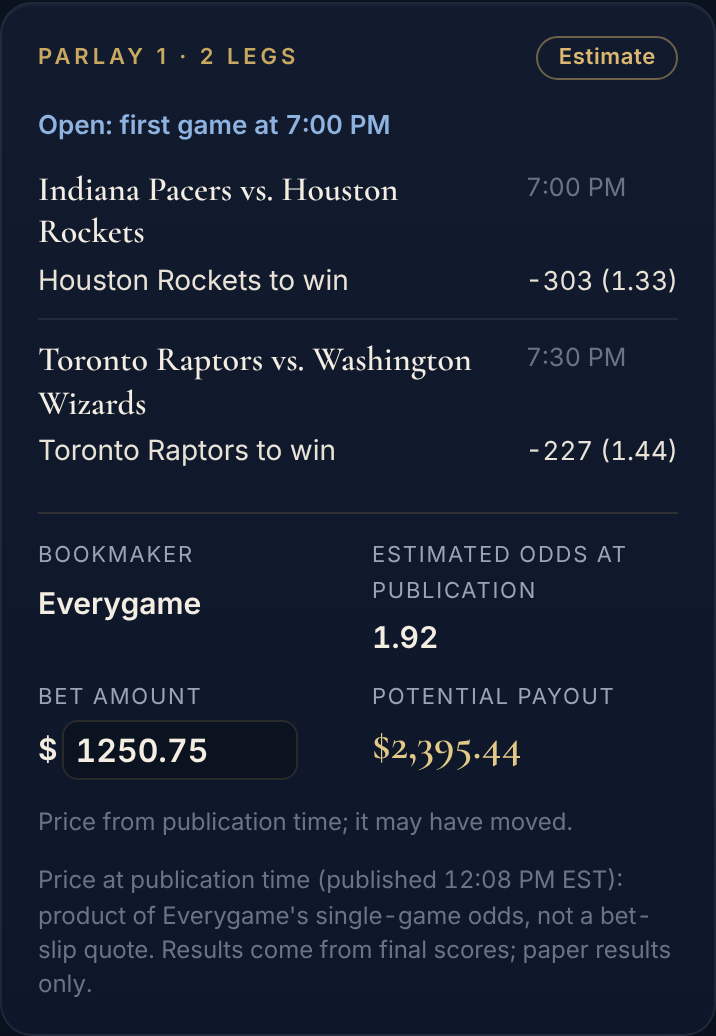 PARLAY 1 · 2 LEGS
Estimate
Open: first game at 7:00 PM
Indiana Pacers vs. Houston
Rockets
7:00 PM
Houston Rockets to win
-303 (1.33)
Toronto Raptors vs. Washington
Wizards
7:30 PM
Toronto Raptors to win
-227 (1.44)
BOOKMAKER
Everygame
ESTIMATED ODDS AT
PUBLICATION
1.92
BET AMOUNT
$ 1250.75
POTENTIAL PAYOUT
$2,395.44
Price from publication time; it may have moved.
Price at publication time (published 12:08 PM EST):
product of Everygame's single-game odds, not a bet-
slip quote. Results come from final scores; paper results
only.